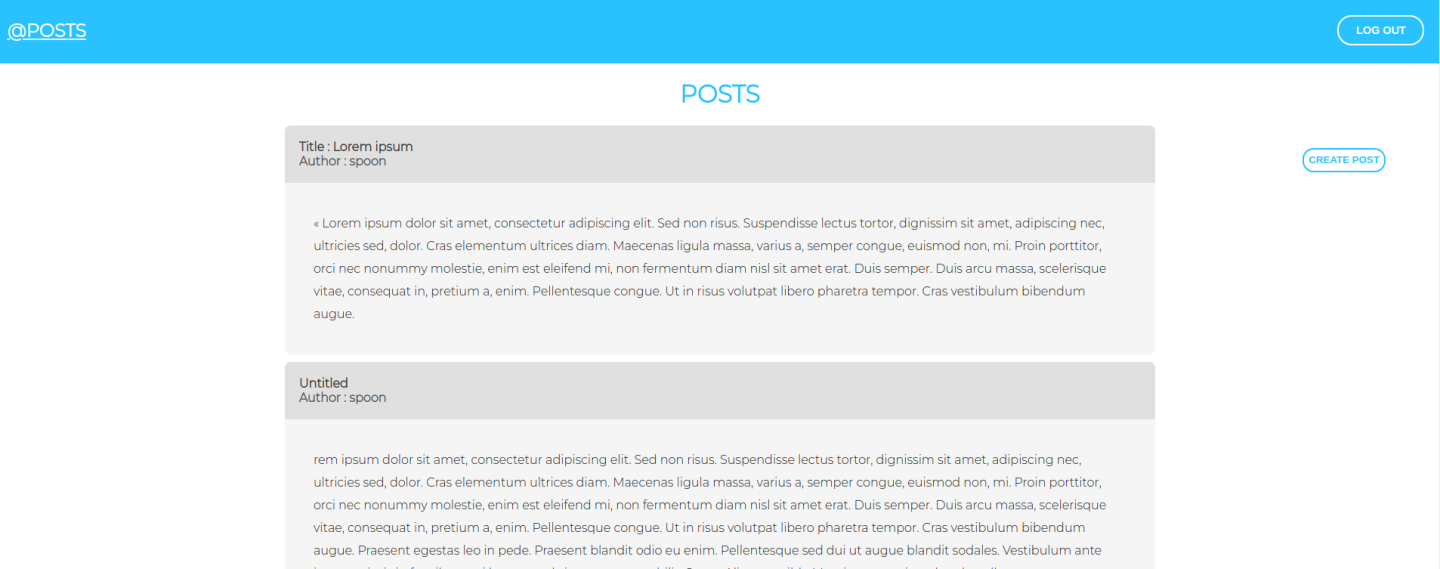 @POSTS
LOG OUT
POSTS
Title : Lorem ipsum
Author : spoon
CREATE POST
« Lorem ipsum dolor sit amet, consectetur adipiscing elit. Sed non risus. Suspendisse lectus tortor, dignissim sit amet, adipiscing nec,
ultricies sed, dolor. Cras elementum ultrices diam. Maecenas ligula massa, varius a, semper congue, euismod non, mi. Proin porttitor,
orci nec nonummy molestie, enim est eleifend mi, non fermentum diam nisl sit amet erat. Duis semper. Duis arcu massa, scelerisque
vitae, consequat in, pretium a, enim. Pellentesque congue. Ut in risus volutpat libero pharetra tempor. Cras vestibulum bibendum
augue.
Untitled
Author : spoon
rem ipsum dolor sit amet, consectetur adipiscing elit. Sed non risus. Suspendisse lectus tortor, dignissim sit amet, adipiscing nec,
ultricies sed, dolor. Cras elementum ultrices diam. Maecenas ligula massa, varius a, semper congue, euismod non, mi. Proin porttitor,
orci nec nonummy molestie, enim est eleifend mi, non fermentum diam nisl sit amet erat. Duis semper. Duis arcu massa, scelerisque
vitae, consequat in, pretium a, enim. Pellentesque congue. Ut in risus volutpat libero pharetra tempor. Cras vestibulum bibendum
augue. Praesent egestas leo in pede. Praesent blandit odio eu enim. Pellentesque sed dui ut augue blandit sodales. Vestibulum ante